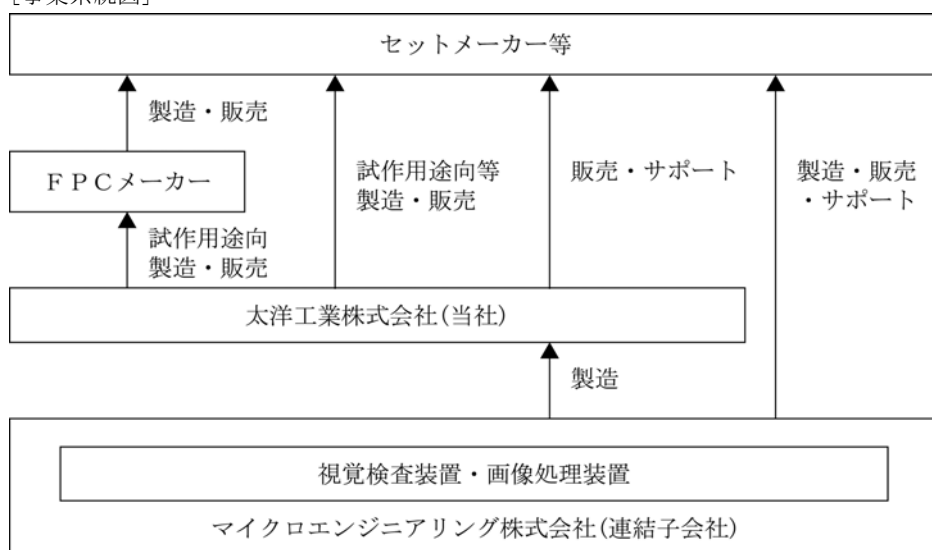 [事業系統図]
セットメーカー等
製造・販売
FPCメーカー
試作用途向等
製造・販売
販売・サポート
製造・販売
・サポート
試作用途向
製造・販売
太洋工業株式会社(当社)
製造
視覚検査装置・画像処理装置
マイクロエンジニアリング株式会社(連結子会社)